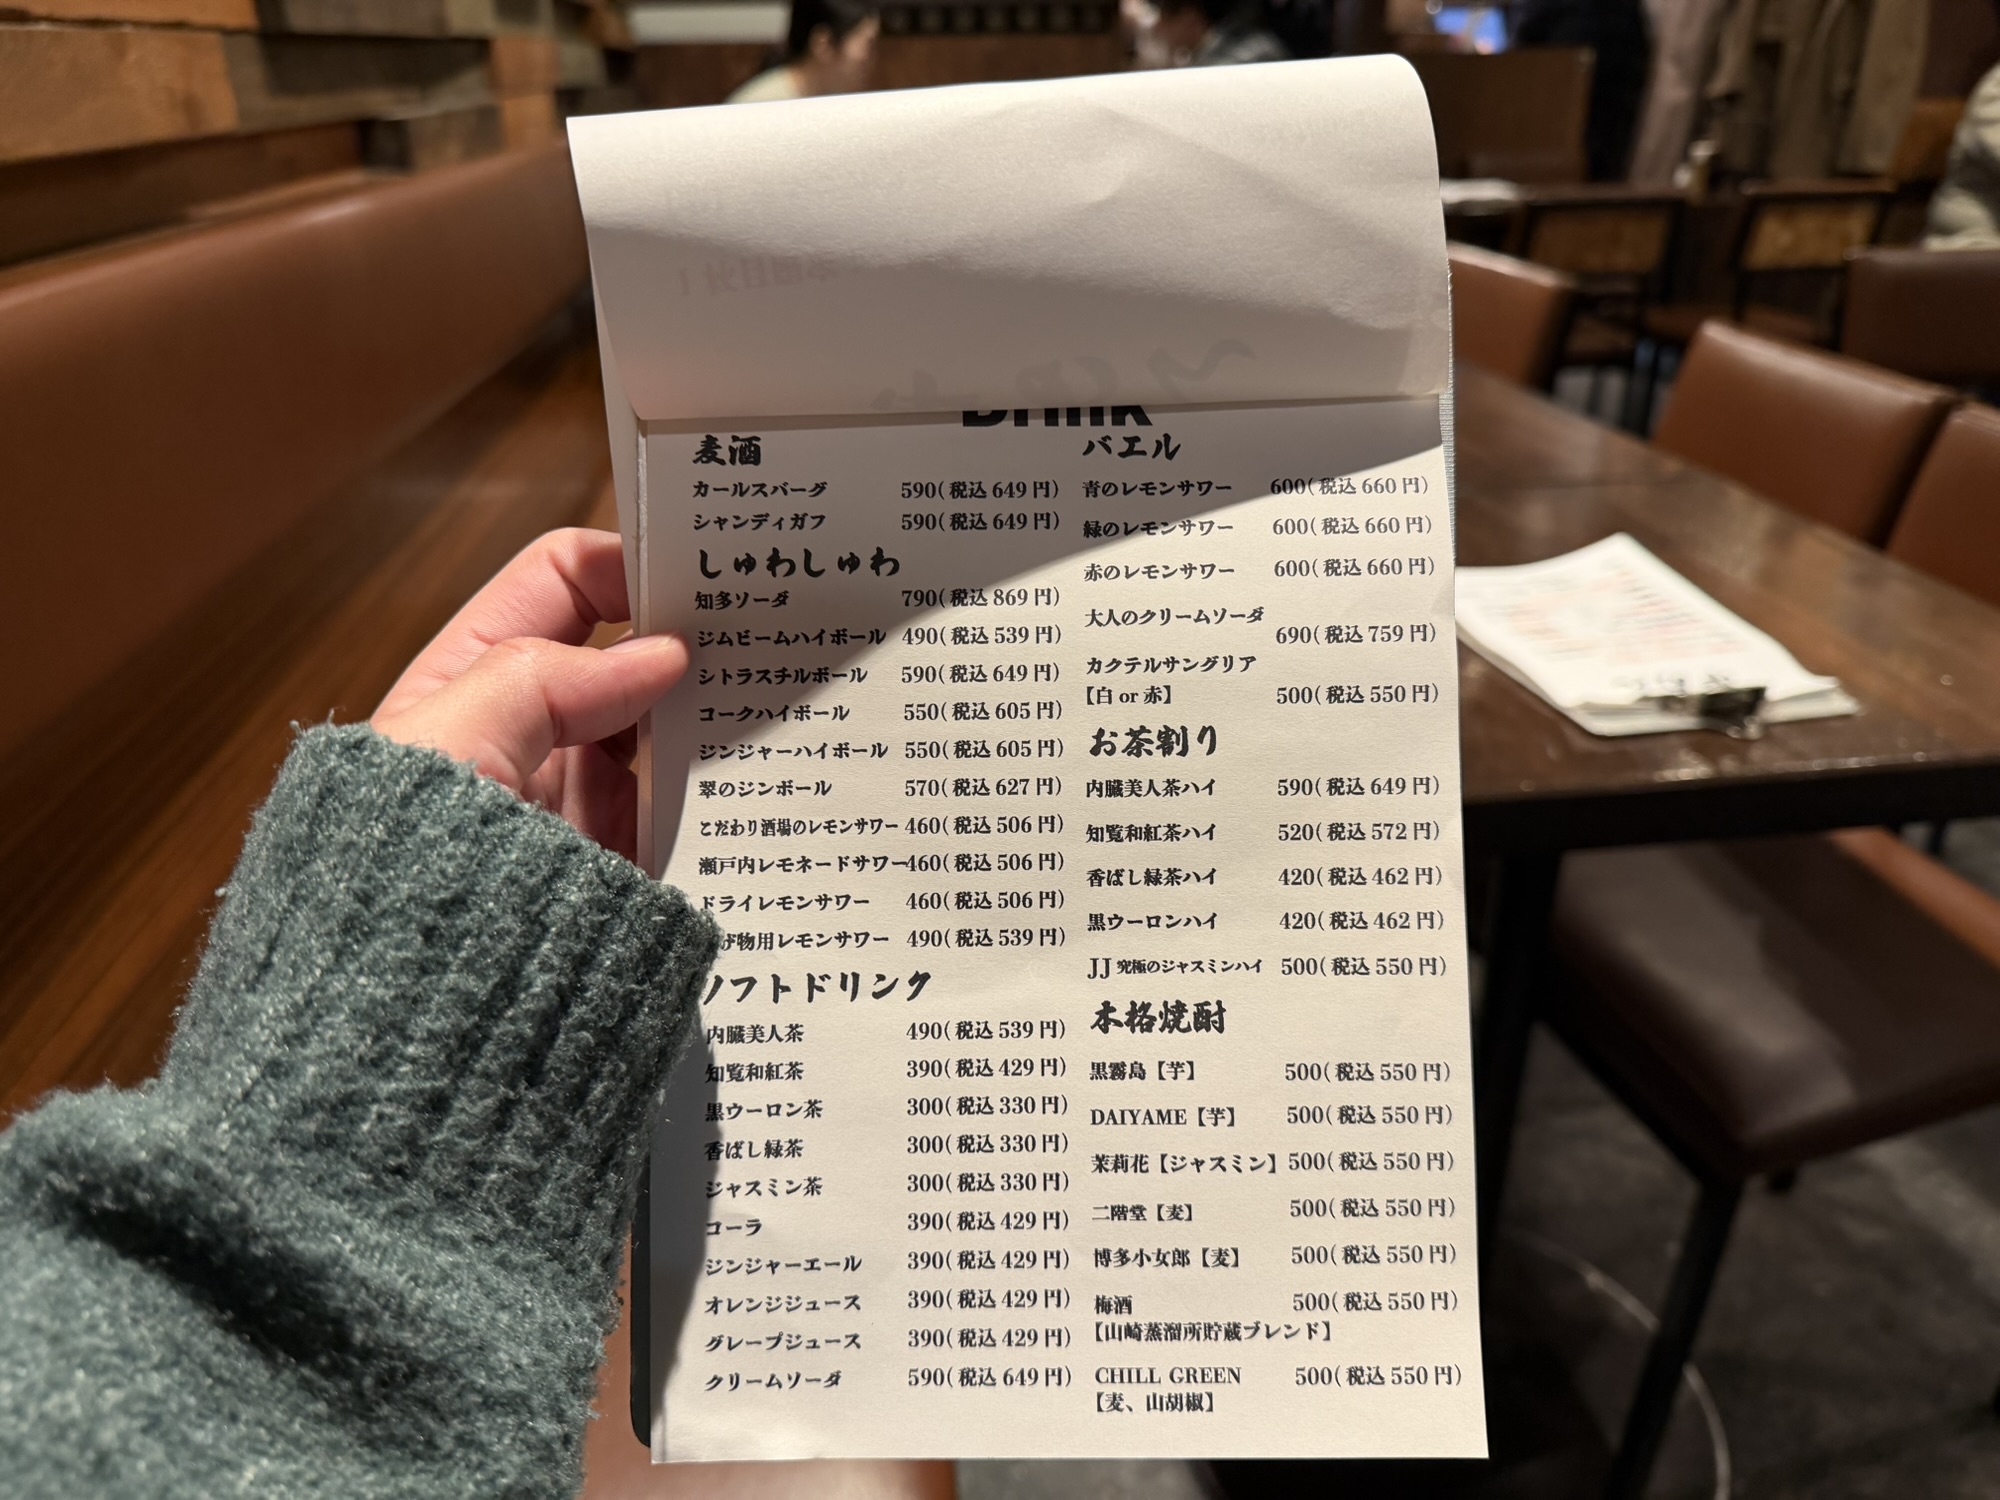 Drink
麦酒
カールスバーグ 590(税込 649 円)
シャンディガフ 590(税込 649 円)
しゅわしゅわ
知多ソーダ 790(税込 869 円)
ジムビームハイボール 490(税込 539 円)
シトラスチルボール 590(税込 649 円)
コークハイボール 550(税込 605 円)
ジンジャーハイボール 550(税込 605 円)
翠のジンボール 570(税込 627 円)
こだわり酒場のレモンサワー 460(税込 506 円)
瀬戸内レモネードサワー 460(税込 506 円)
ドライレモンサワー 460(税込 506 円)
げ物用レモンサワー 490(税込 539 円)
ソフトドリンク
内臓美人茶 490(税込 539 円)
知覧和紅茶 390(税込 429 円)
黒ウーロン茶 300(税込 330 円)
香ばし緑茶 300(税込 330 円)
ジャスミン茶 300(税込 330 円)
コーラ 390(税込 429 円)
ジンジャーエール 390(税込 429 円)
オレンジジュース 390(税込 429 円)
グレープジュース 390(税込 429 円)
クリームソーダ 590(税込 649 円)
バエル
青のレモンサワー 600(税込 660 円)
緑のレモンサワー 600(税込 660 円)
赤のレモンサワー 600(税込 660 円)
大人のクリームソーダ
690(税込 759 円)
カクテルサングリア
【白 or 赤】 500(税込 550 円)
お茶割り
内臓美人茶ハイ 590(税込 649 円)
知覧和紅茶ハイ 520(税込 572 円)
香ばし緑茶ハイ 420(税込 462 円)
黒ウーロンハイ 420(税込 462 円)
JJ 究極のジャスミンハイ 500(税込 550 円)
本格焼酎
黒霧島【芋】 500(税込 550 円)
DAIYAME【芋】 500(税込 550 円)
茉莉花【ジャスミン】 500(税込 550 円)
二階堂【麦】 500(税込 550 円)
博多小女郎【麦】 500(税込 550 円)
梅酒 500(税込 550 円)
【山崎蒸溜所貯蔵ブレンド】
CHILL GREEN 500(税込 550 円)
【麦、山胡椒】